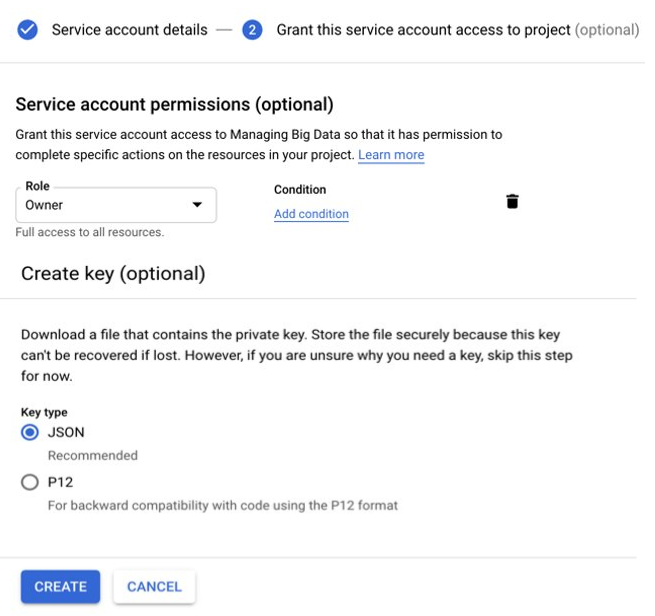 Service account details — 2 Grant this service account access to project (optional)
Service account permissions (optional)
Grant this service account access to Managing Big Data so that it has permission to
complete specific actions on the resources in your project. Learn more
Role
Owner
Full access to all resources.
Condition
Add condition
Create key (optional)
Download a file that contains the private key. Store the file securely because this key
can't be recovered if lost. However, if you are unsure why you need a key, skip this step
for now.
Key type
JSON
Recommended
P12
For backward compatibility with code using the P12 format
CREATE CANCEL